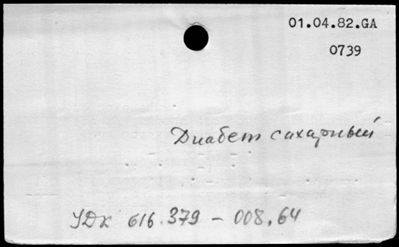 01.04.82.GA
0739
Диабет сахарный
УДК 616.379-008.64